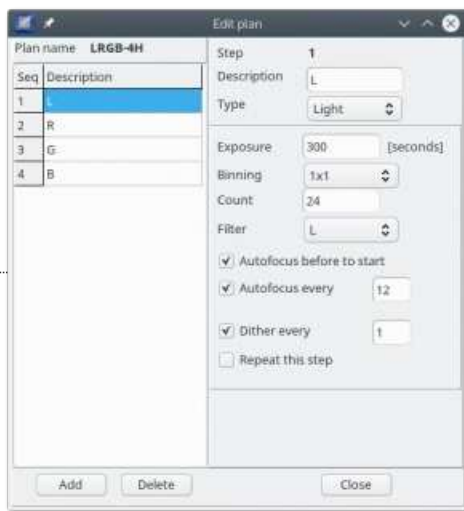 Edit plan
Plan name LRGB-4H
Seq Description
1 L
2 R
3 G
4 B
Add Delete
Step 1
Description L
Type Light
Exposure 300 [seconds]
Binning 1x1
Count 24
Filter L
Autofocus before to start
Autofocus every 12
Dither every 1
Repeat this step
Close